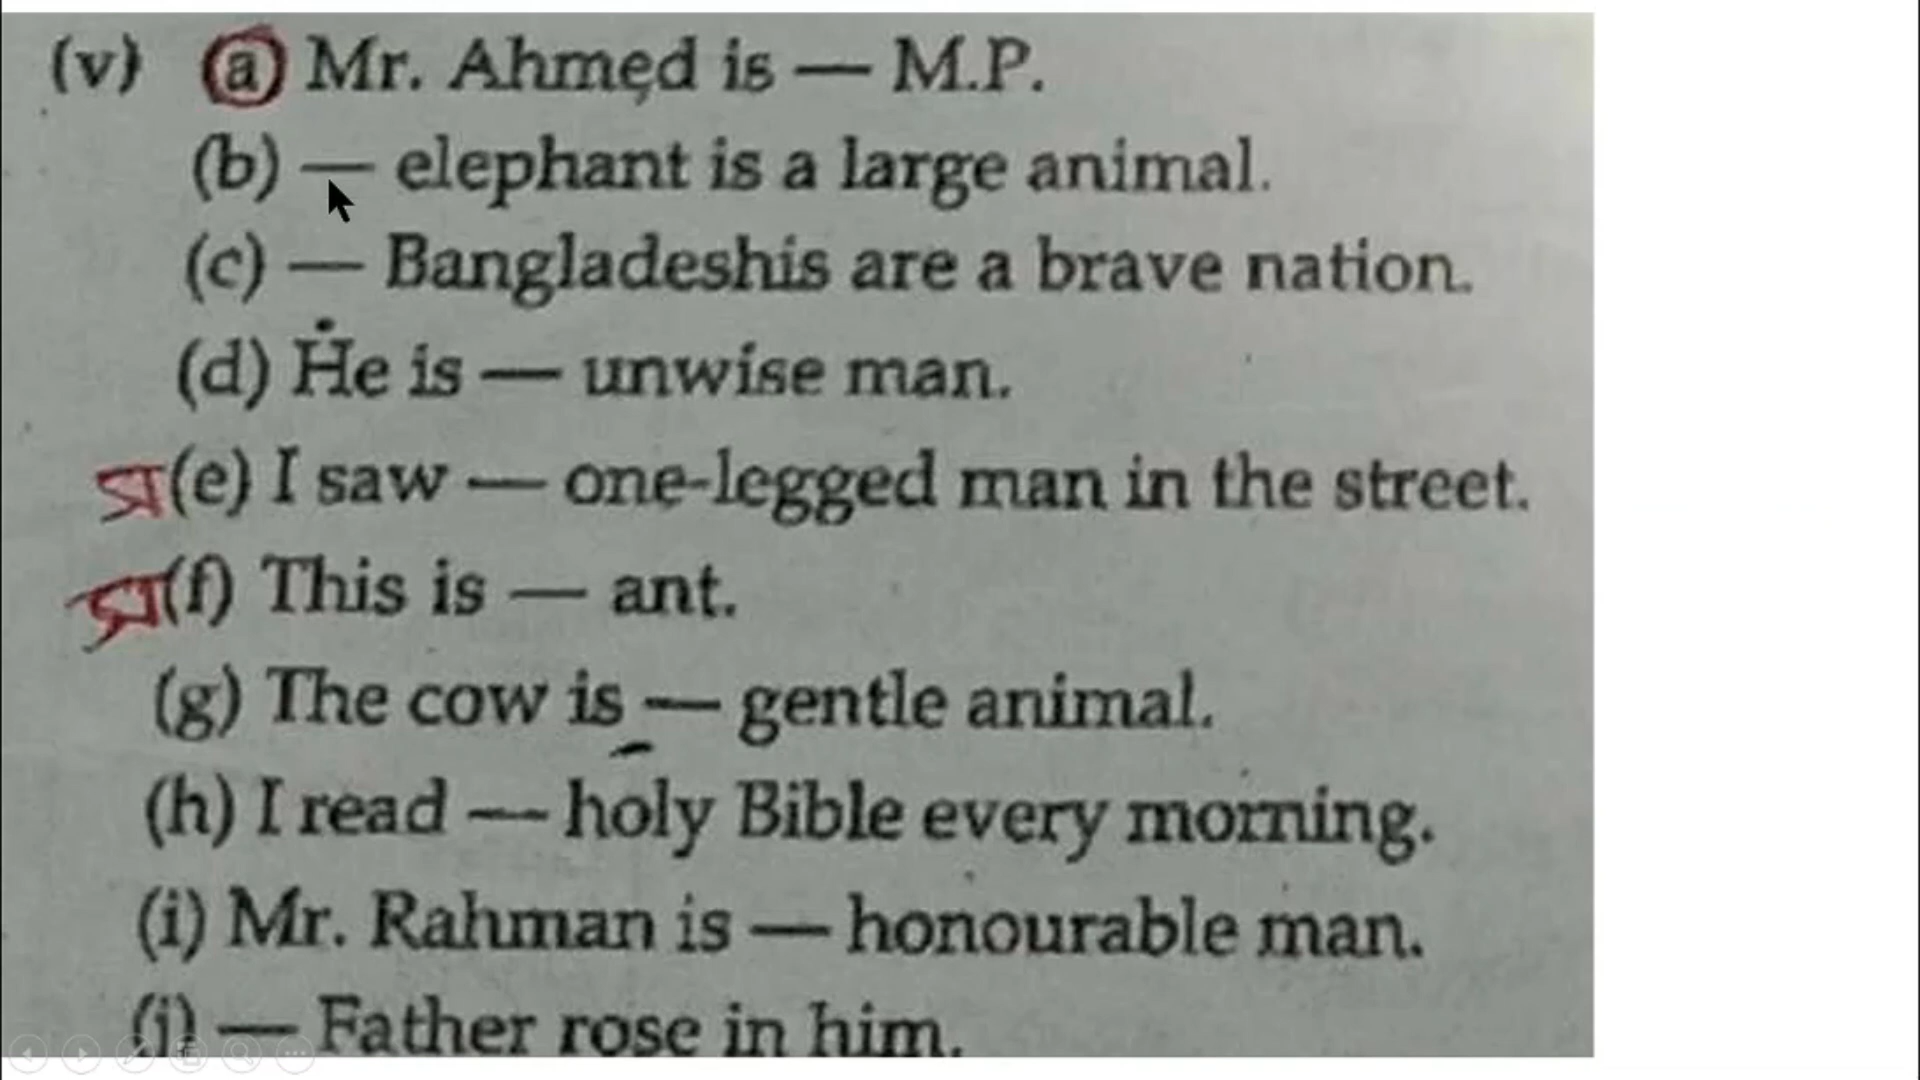 (v) (a) Mr. Ahmed is — M.P.
(b) — elephant is a large animal.
(c) — Bangladeshis are a brave nation.
(d) He is — unwise man.
(e) I saw — one-legged man in the street.
(f) This is — ant.
(g) The cow is — gentle animal.
(h) I read — holy Bible every morning.
(i) Mr. Rahman is — honourable man.
(j) — Father rose in him.